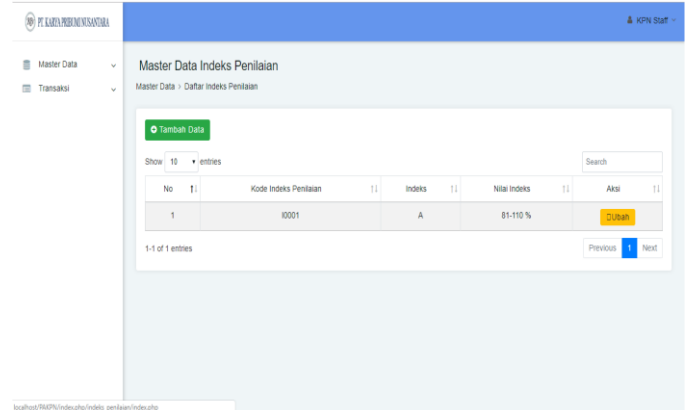 PT. KARYA PRIBUMI NUSANTARA
KPN Staff
Master Data
Transaksi
Master Data Indeks Penilaian
Master Data > Daftar Indeks Penilaian
Tambah Data
Show 10 entries
Search
No Kode Indeks Penilaian Indeks Nilai Indeks Aksi
1 I0001 A 81-110 % Ubah
1-1 of 1 entries
Previous 1 Next
localhost/PAKPN/index.php/indeks_penilaian/index.php